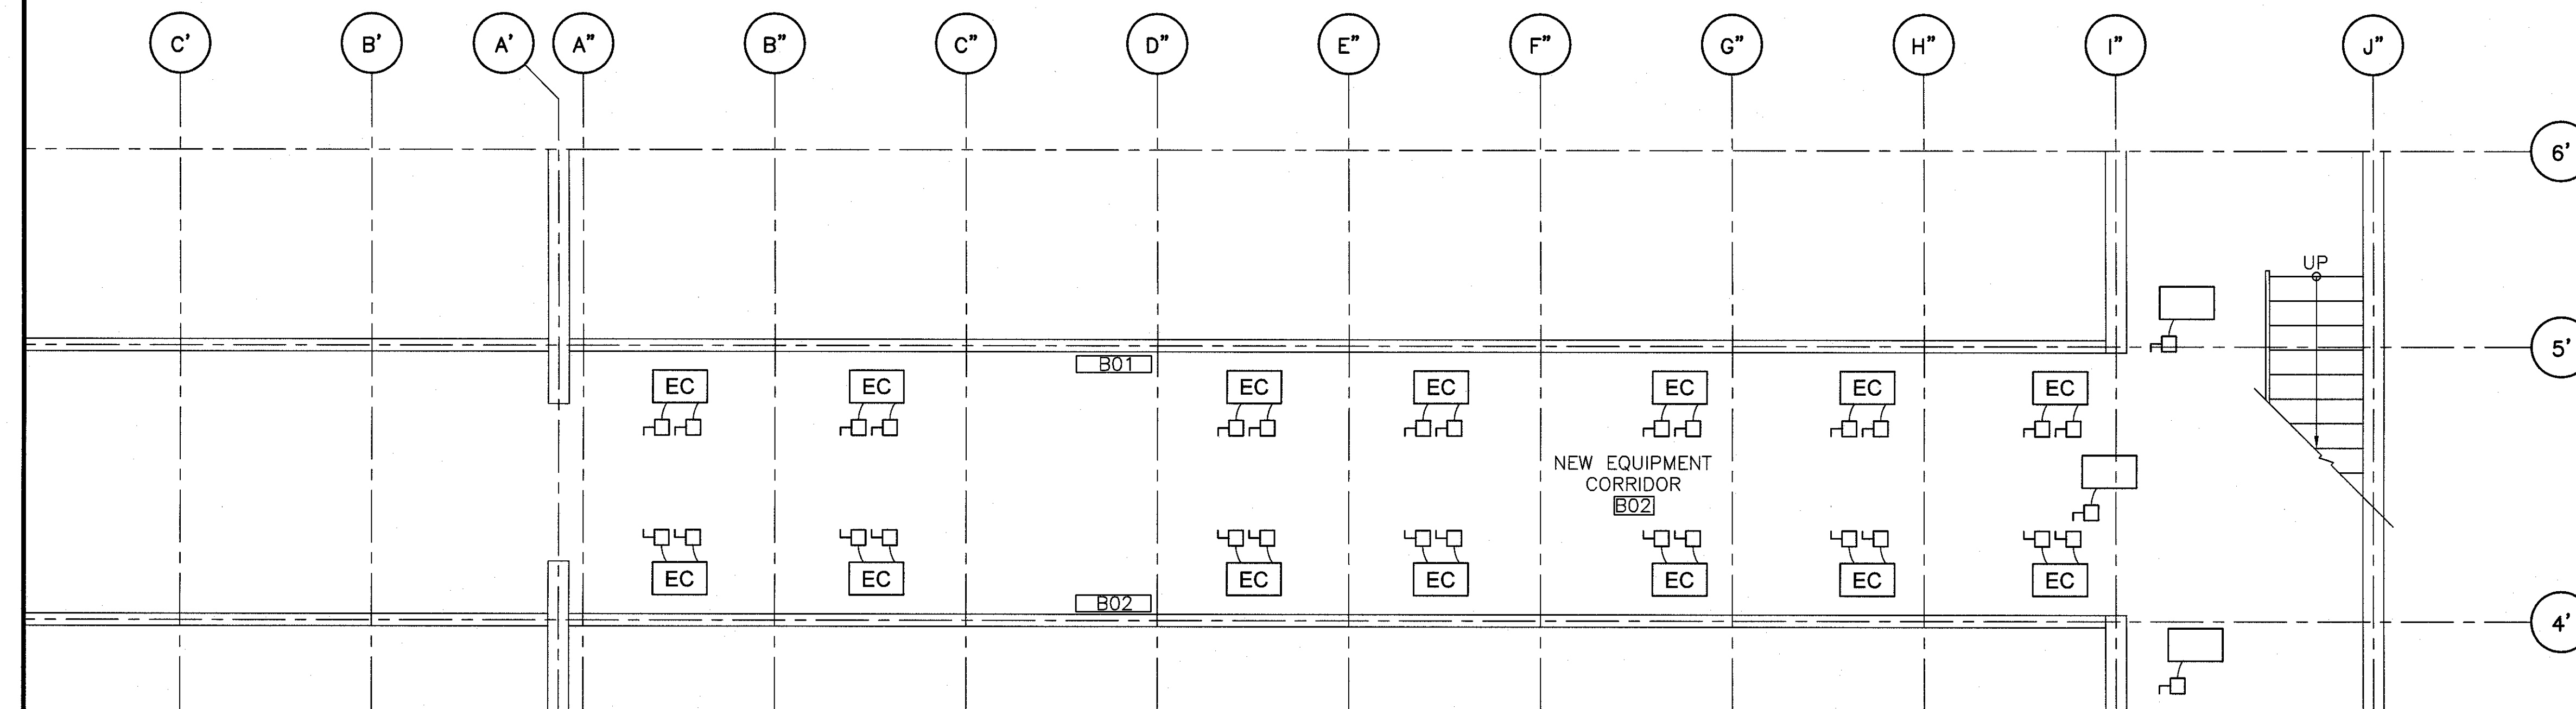 C' B' A' A" B" C" D" E" F" G" H" I" J"
6'
UP
5'
B01
EC EC EC EC EC EC EC
NEW EQUIPMENT
CORRIDOR
B02
EC EC EC EC EC EC EC
B02
4'